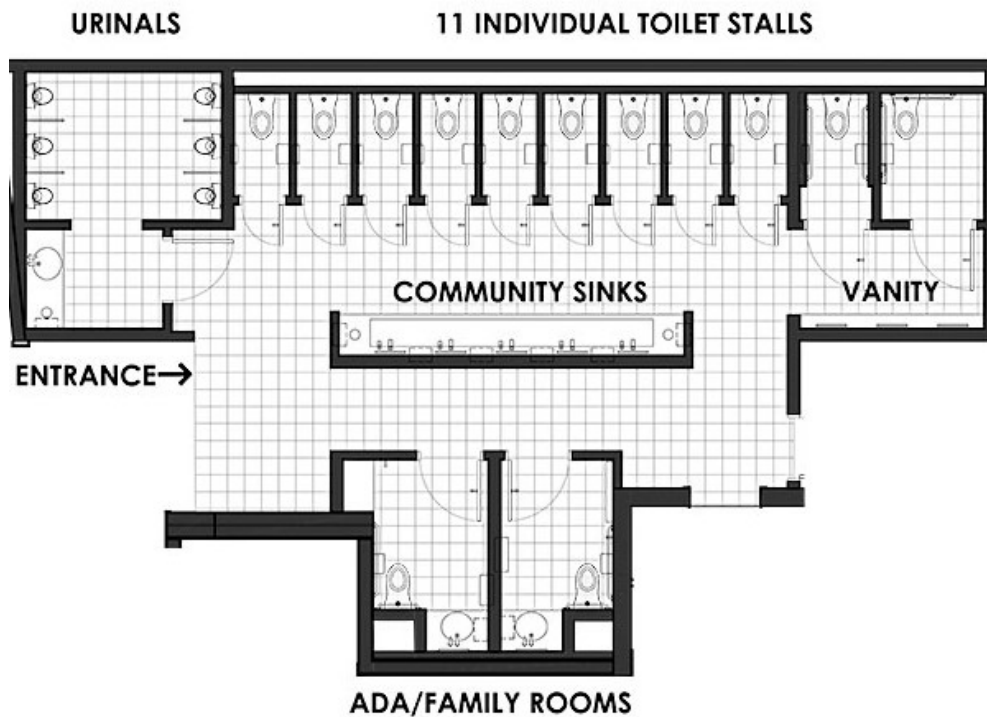 URINALS
11 INDIVIDUAL TOILET STALLS
COMMUNITY SINKS
VANITY
ENTRANCE→
ADA/FAMILY ROOMS